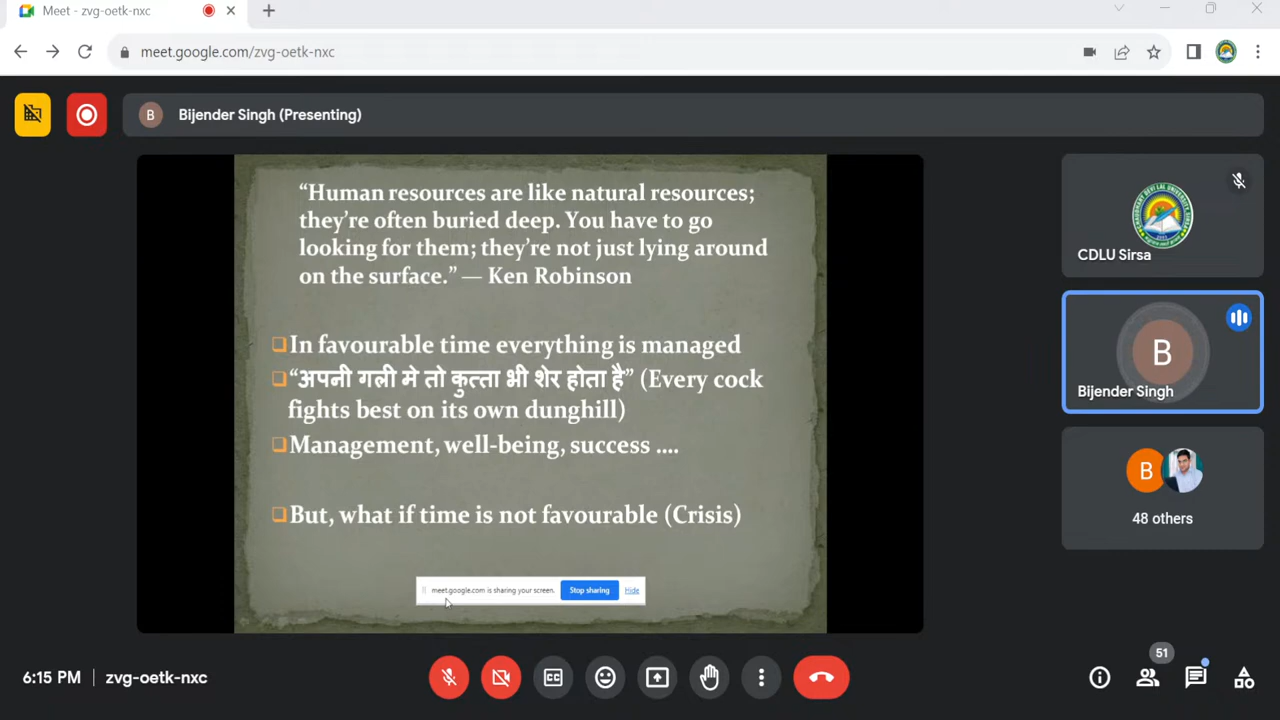 Meet - zvg-oetk-nxc
meet.google.com/zvg-oetk-nxc
B
Bijender Singh (Presenting)
“Human resources are like natural resources;
they’re often buried deep. You have to go
looking for them; they’re not just lying around
on the surface.” — Ken Robinson
In favourable time everything is managed
“अपनी गली मे तो कुत्ता भी शेर होता है” (Every cock
fights best on its own dunghill)
Management, well-being, success ....
But, what if time is not favourable (Crisis)
meet.google.com is sharing your screen. Stop sharing Hide
CDLU Sirsa
B
Bijender Singh
B
48 others
6:15 PM zvg-oetk-nxc
51